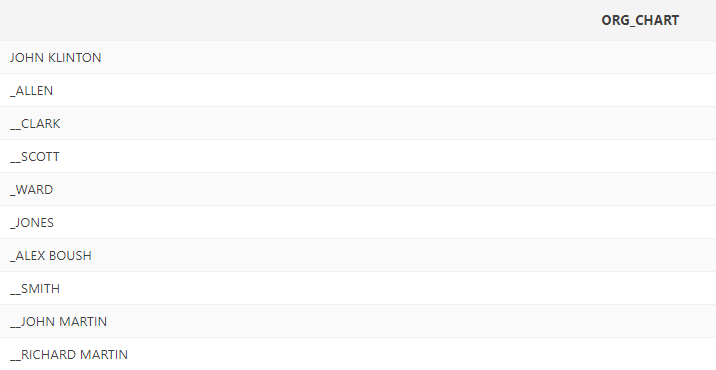 ORG_CHART
JOHN KLINTON
_ALLEN
__CLARK
__SCOTT
_WARD
_JONES
_ALEX BOUSH
__SMITH
__JOHN MARTIN
__RICHARD MARTIN